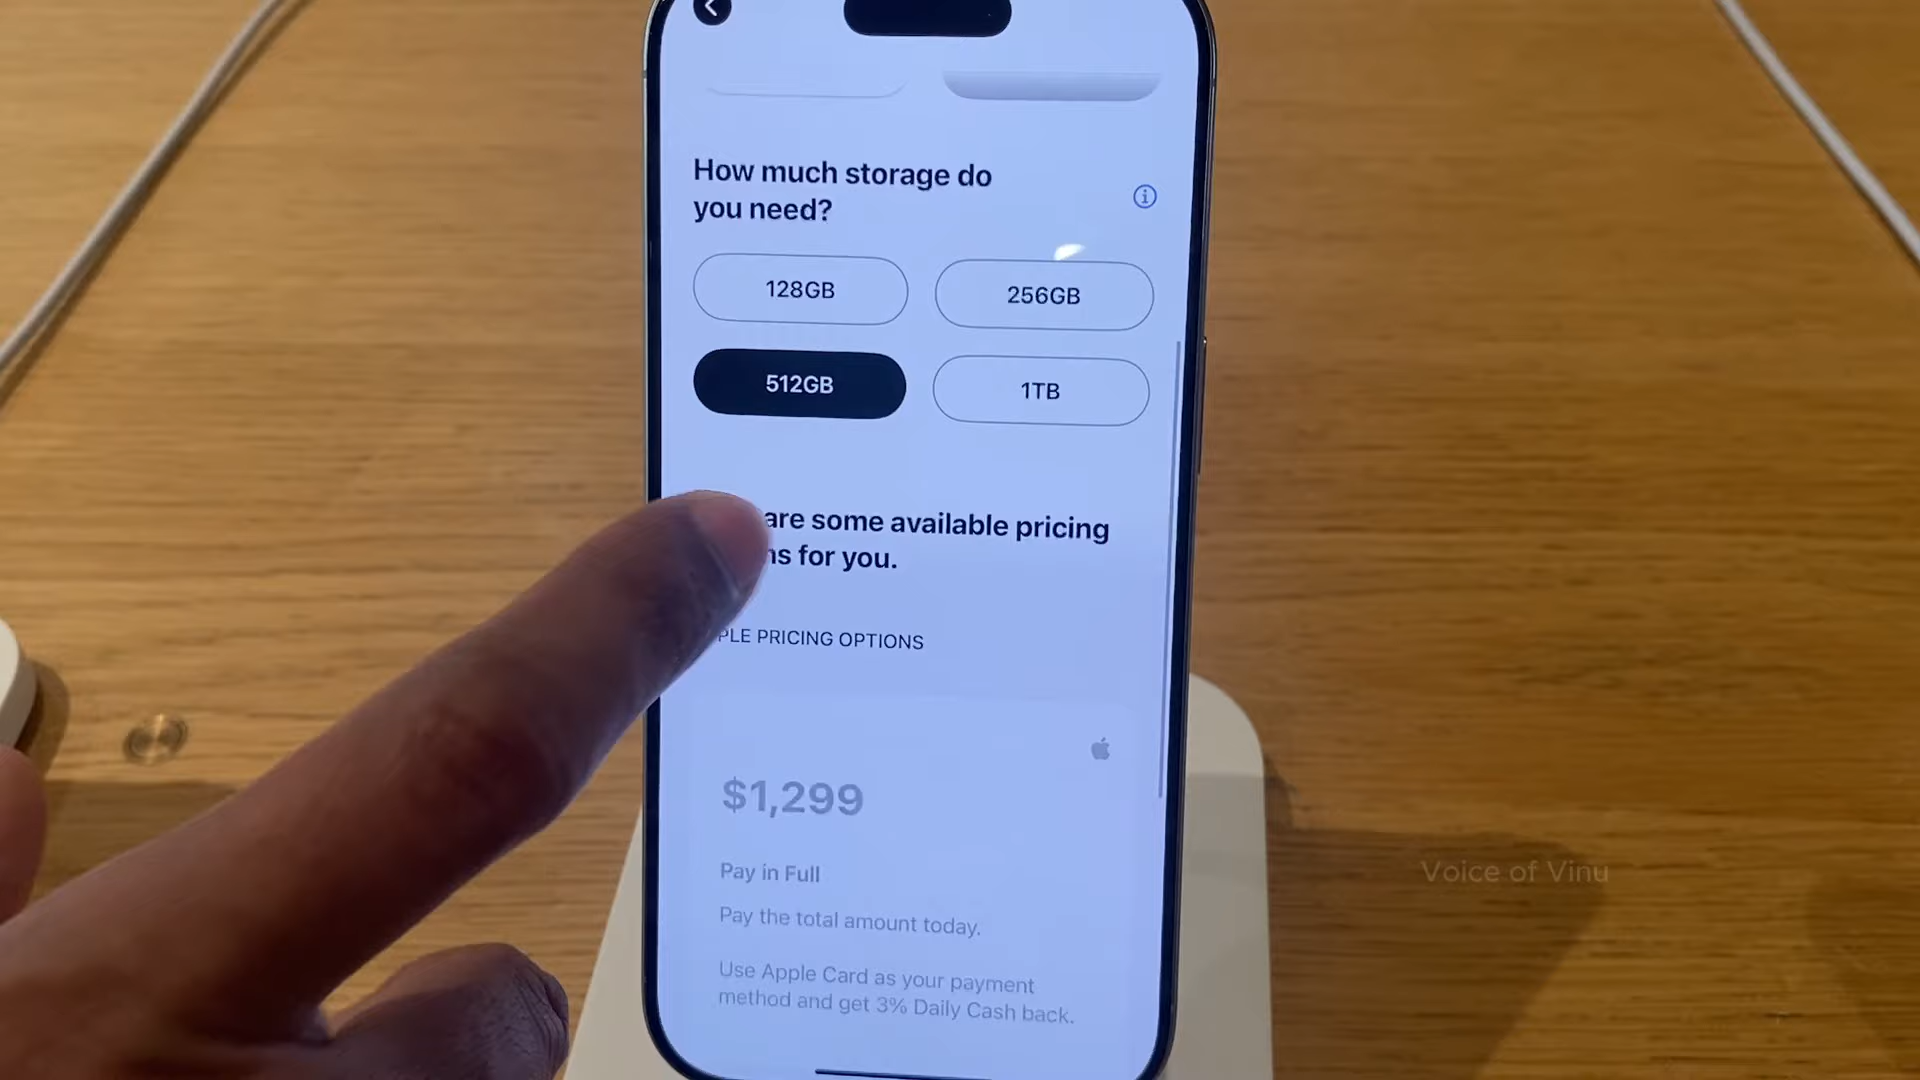 How much storage do
you need?
128GB
256GB
512GB
1TB
are some available pricing
for you.
PRICING OPTIONS
$1,299
Pay in Full
Pay the total amount today.
Use Apple Card as your payment
method and get 3% Daily Cash back.
Voice of Vinu